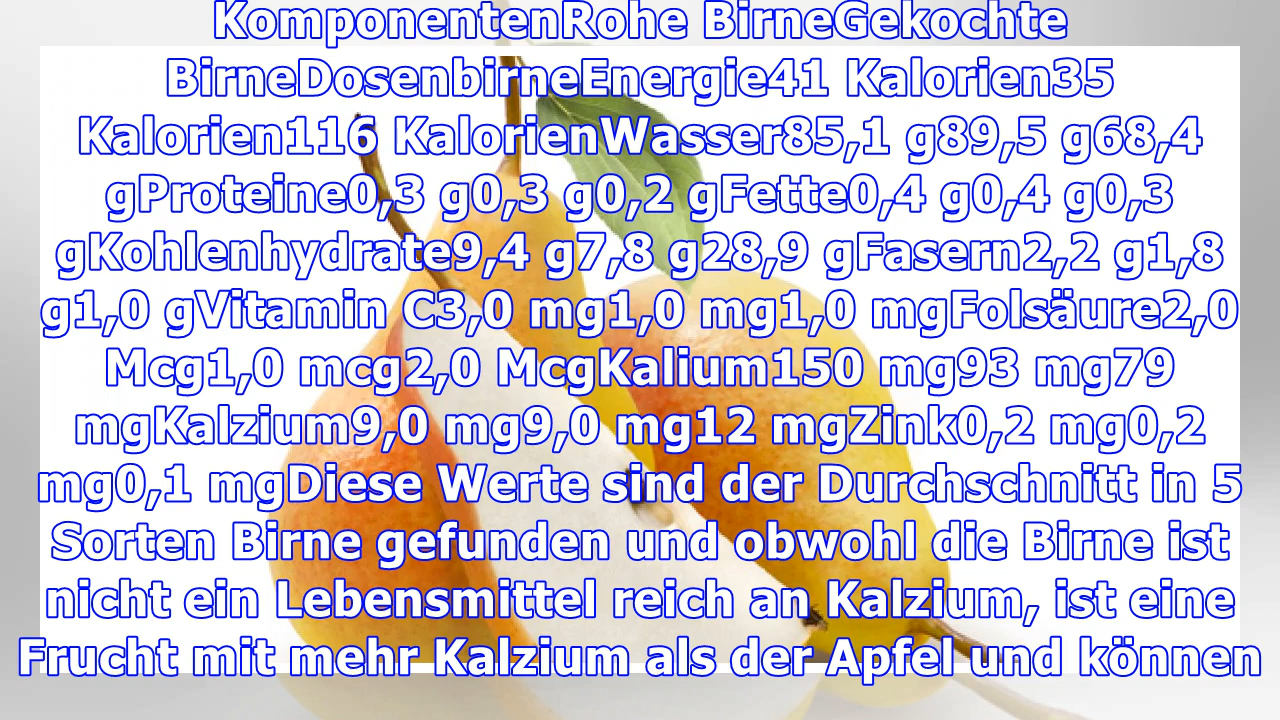 KomponentenRohe BirneGekochte
BirneDosenbirneEnergie41 Kalorien35
Kalorien116 KalorienWasser85,1 g89,5 g68,4
gProteine0,3 g0,3 g0,2 gFette0,4 g0,4 g0,3
gKohlenhydrate9,4 g7,8 g28,9 gFasern2,2 g1,8
g1,0 gVitamin C3,0 mg1,0 mg1,0 mgFolsäure2,0
Mcg1,0 mcg2,0 McgKalium150 mg93 mg79
mgKalzium9,0 mg9,0 mg12 mgZink0,2 mg0,2
mg0,1 mgDiese Werte sind der Durchschnitt in 5
Sorten Birne gefunden und obwohl die Birne ist
nicht ein Lebensmittel reich an Kalzium, ist eine
Frucht mit mehr Kalzium als der Apfel und können